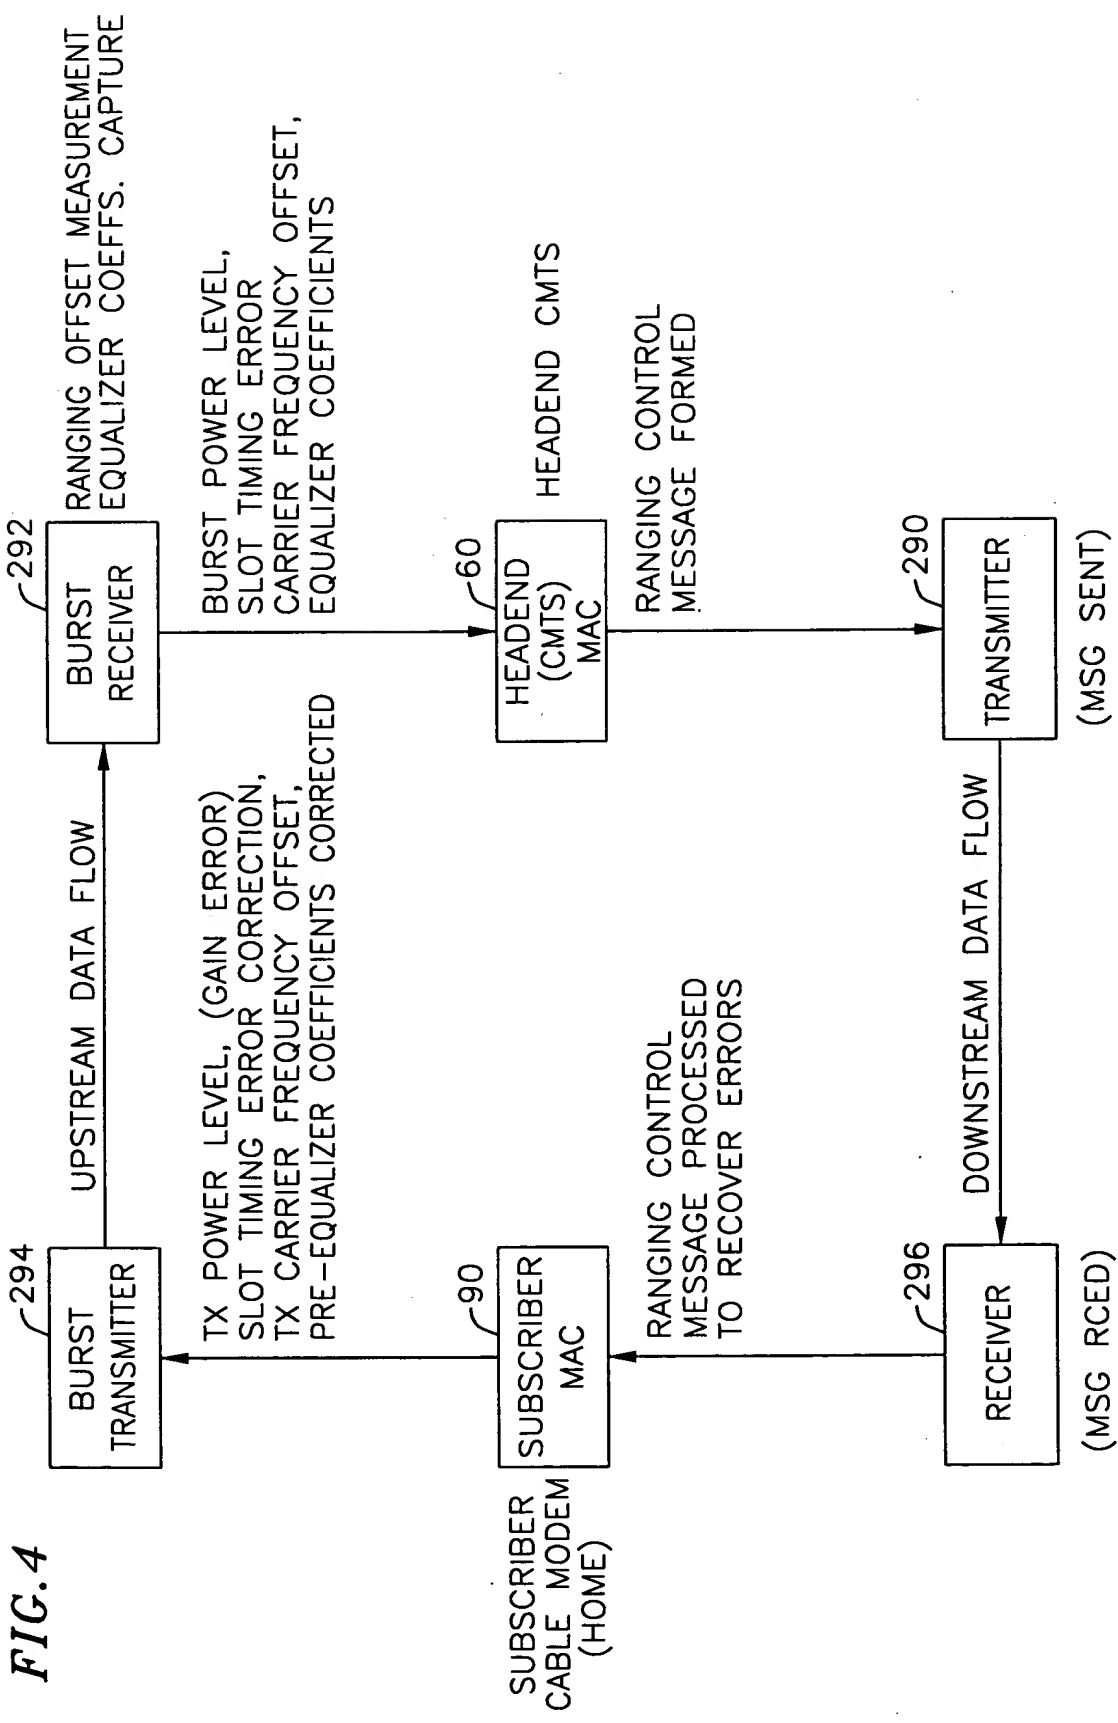 FIG.4
294
BURST
TRANSMITTER
UPSTREAM DATA FLOW
292
BURST
RECEIVER
RANGING OFFSET MEASUREMENT
EQUALIZER COEFFS. CAPTURE
TX POWER LEVEL, (GAIN ERROR)
SLOT TIMING ERROR CORRECTION,
TX CARRIER FREQUENCY OFFSET,
PRE-EQUALIZER COEFFICIENTS CORRECTED
BURST POWER LEVEL,
SLOT TIMING ERROR
CARRIER FREQUENCY OFFSET,
EQUALIZER COEFFICIENTS
SUBSCRIBER
CABLE MODEM
(HOME)
90
SUBSCRIBER
MAC
60
HEADEND
(CMTS)
MAC
HEADEND CMTS
RANGING CONTROL
MESSAGE PROCESSED
TO RECOVER ERRORS
RANGING CONTROL
MESSAGE FORMED
296
RECEIVER
(MSG RCED)
DOWNSTREAM DATA FLOW
290
TRANSMITTER
(MSG SENT)